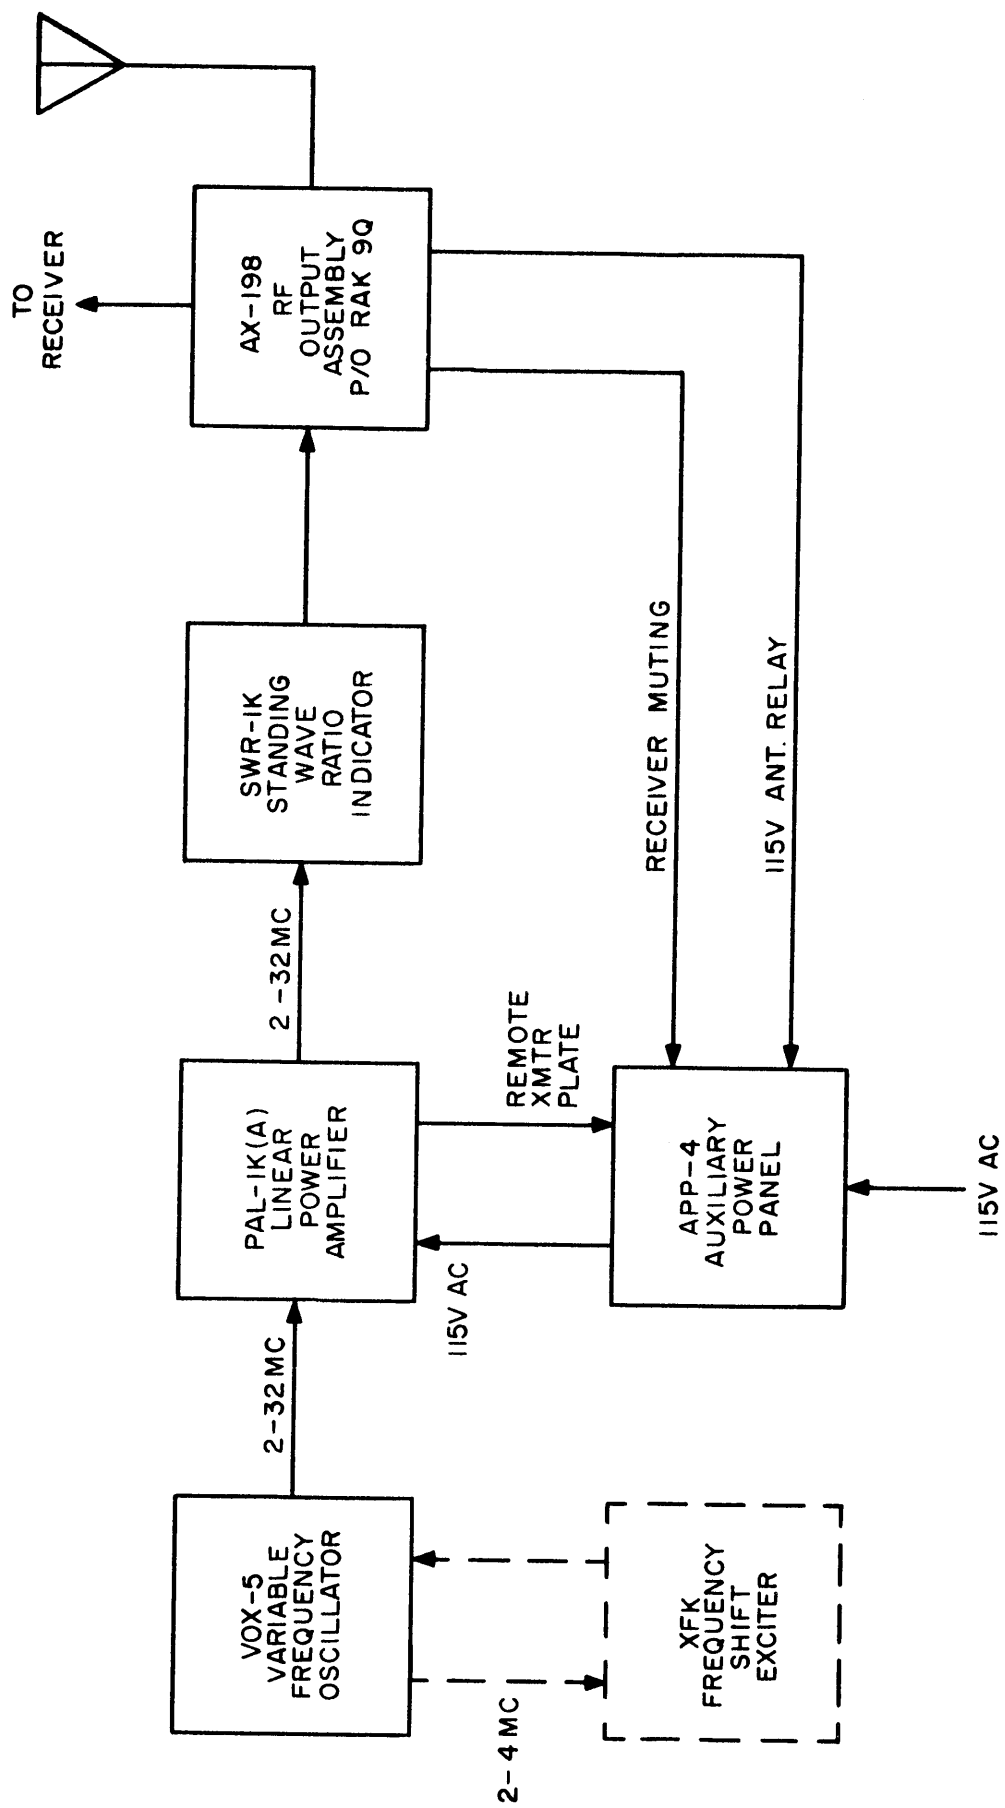 VOX-5
VARIABLE
FREQUENCY
OSCILLATOR
2-32MC
PAL-1K(A)
LINEAR
POWER
AMPLIFIER
2-32MC
SWR-1K
STANDING
WAVE
RATIO
INDICATOR
AX-198
RF
OUTPUT
ASSEMBLY
P/O RAK 9Q
TO
RECEIVER
2-4MC
XFK
FREQUENCY
SHIFT
EXCITER
115V AC
REMOTE
XMTR
PLATE
APP-4
AUXILIARY
POWER
PANEL
RECEIVER MUTING
115V ANT. RELAY
115V AC